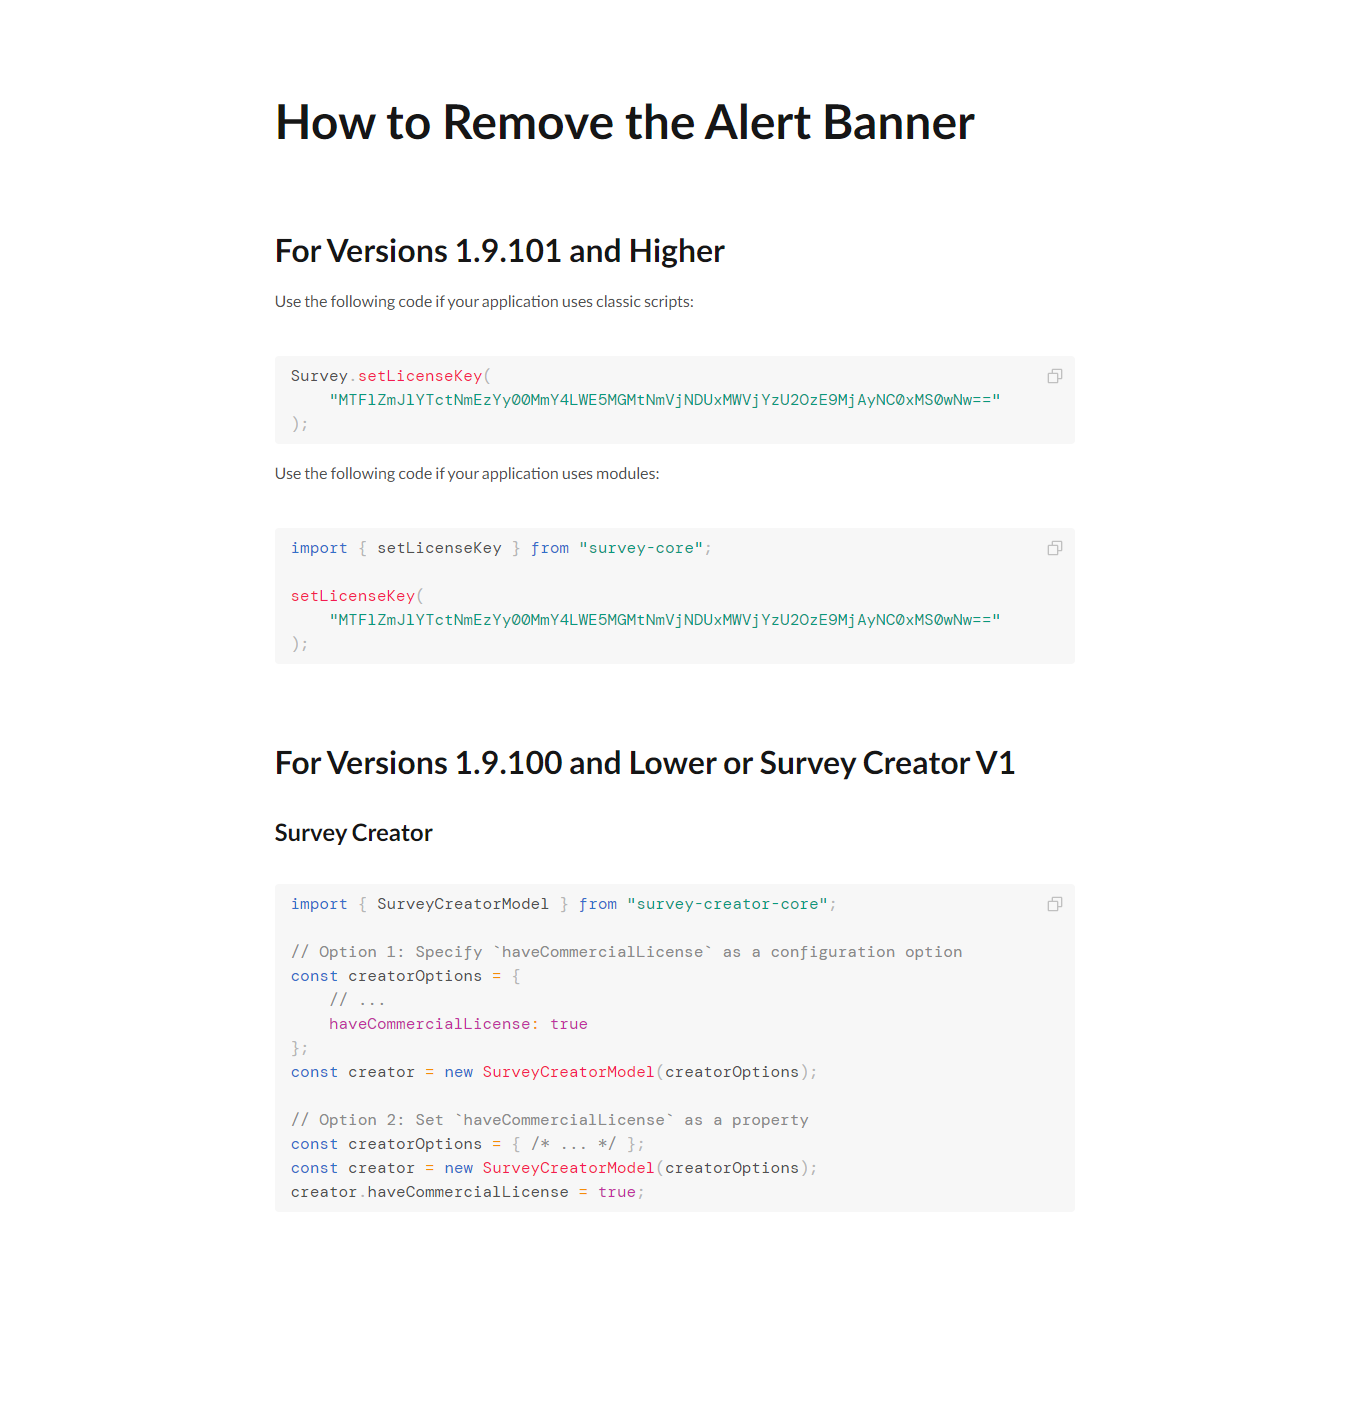 How to Remove the Alert Banner
For Versions 1.9.101 and Higher
Use the following code if your application uses classic scripts:
Survey.setLicenseKey(
    "MTFlZmJlYTctNmEzYy00MmY4LWE5MGMtNmVjNDUxMWVjYzU2OzE9MjAyNC0xMS0wNw=="
);
Use the following code if your application uses modules:
import { setLicenseKey } from "survey-core";
setLicenseKey(
    "MTFlZmJlYTctNmEzYy00MmY4LWE5MGMtNmVjNDUxMWVjYzU2OzE9MjAyNC0xMS0wNw=="
);
For Versions 1.9.100 and Lower or Survey Creator V1
Survey Creator
import { SurveyCreatorModel } from "survey-creator-core";
// Option 1: Specify `haveCommercialLicense` as a configuration option
const creatorOptions = {
    // ...
    haveCommercialLicense: true
};
const creator = new SurveyCreatorModel(creatorOptions);
// Option 2: Set `haveCommercialLicense` as a property
const creatorOptions = { /* ... */ };
const creator = new SurveyCreatorModel(creatorOptions);
creator.haveCommercialLicense = true;